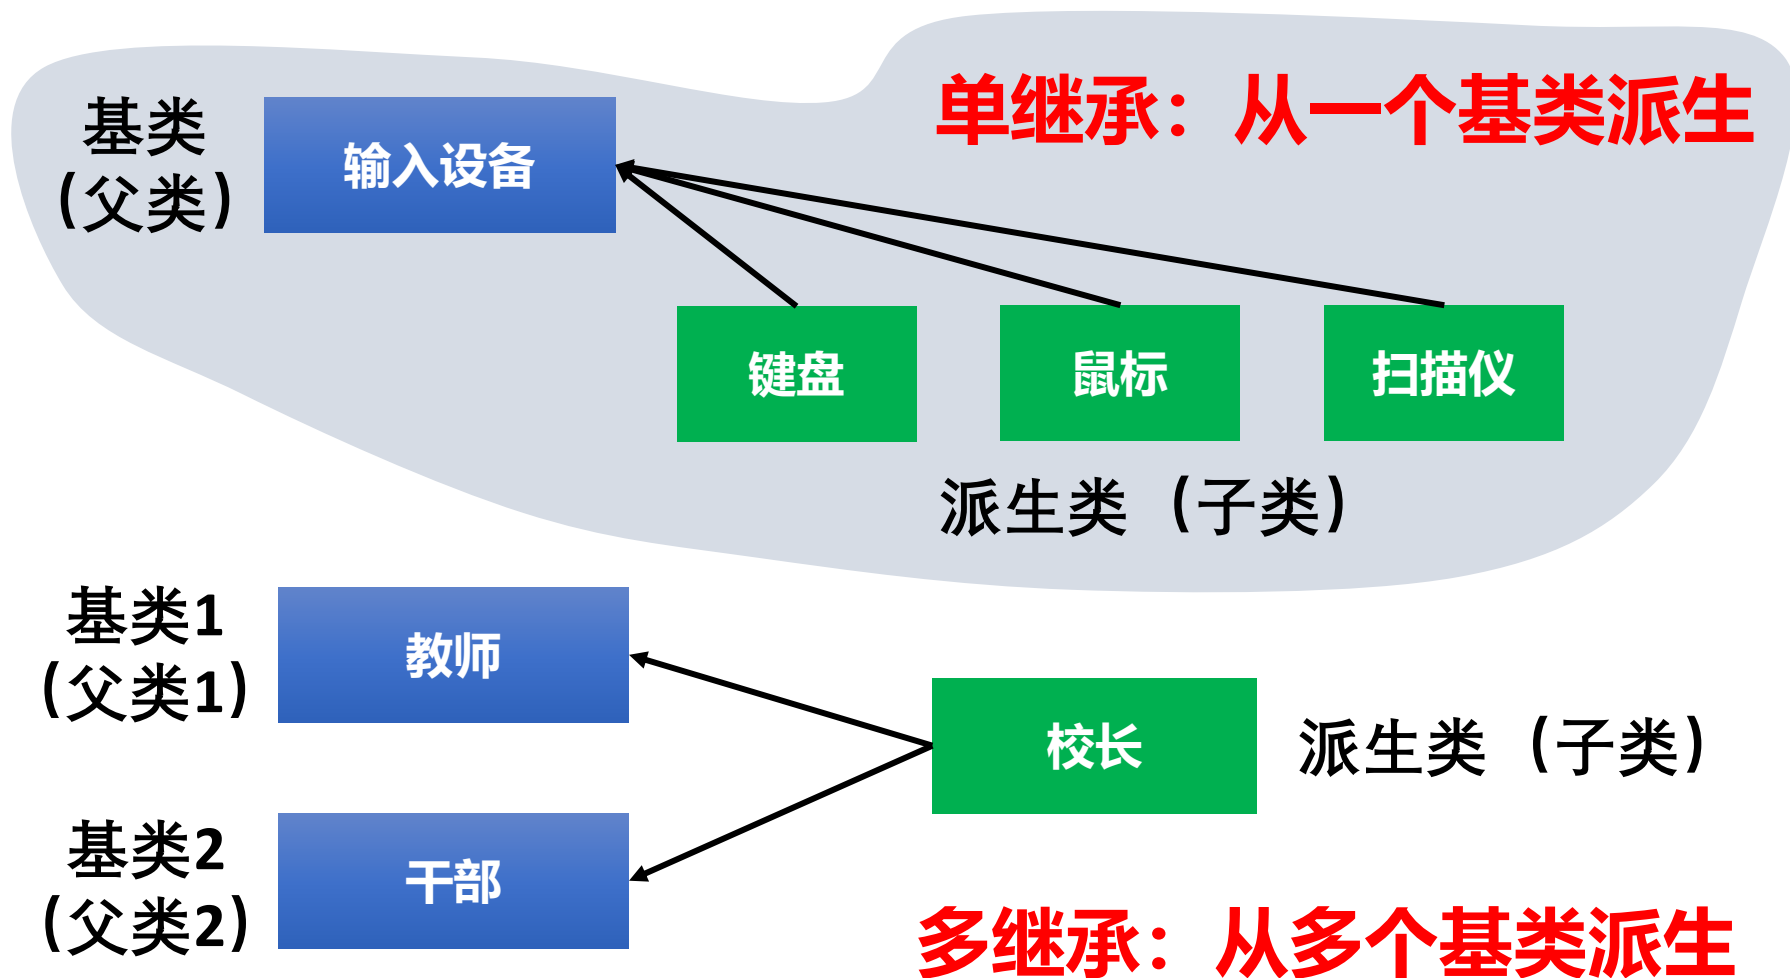 单继承：从一个基类派生
基类
（父类）
输入设备
键盘
鼠标
扫描仪
派生类（子类）
基类1
（父类1）
教师
校长
派生类（子类）
基类2
（父类2）
干部
多继承：从多个基类派生